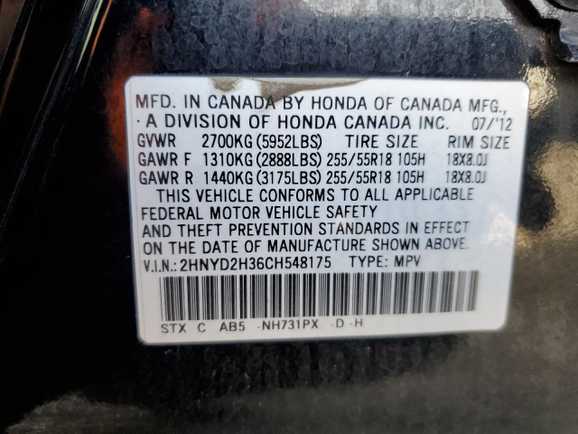 MFD. IN CANADA BY HONDA OF CANADA MFG.,
A DIVISION OF HONDA CANADA INC. 07/'12
GVWR 2700KG (5952LBS) TIRE SIZE RIM SIZE
GAWR F 1310KG (2888LBS) 255/55R18 105H 18X8.0J
GAWR R 1440KG (3175LBS) 255/55R18 105H 18X8.0J
THIS VEHICLE CONFORMS TO ALL APPLICABLE
FEDERAL MOTOR VEHICLE SAFETY
AND THEFT PREVENTION STANDARDS IN EFFECT
ON THE DATE OF MANUFACTURE SHOWN ABOVE.
V.I.N.: 2HNYD2H36CH548175 TYPE: MPV
STX C AB5 -NH731PX -D -H